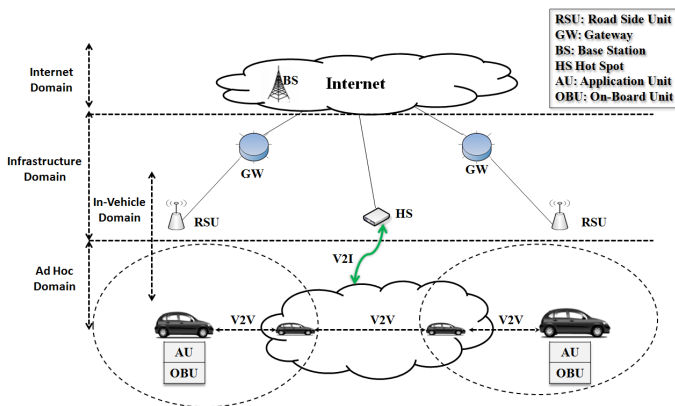 RSU: Road Side Unit
GW: Gateway
BS: Base Station
HS Hot Spot
AU: Application Unit
OBU: On-Board Unit
Internet
Domain
BS
Internet
Infrastructure
Domain
GW
GW
In-Vehicle
Domain
RSU
HS
RSU
Ad Hoc
Domain
V2I
V2V
V2V
V2V
AU
OBU
AU
OBU